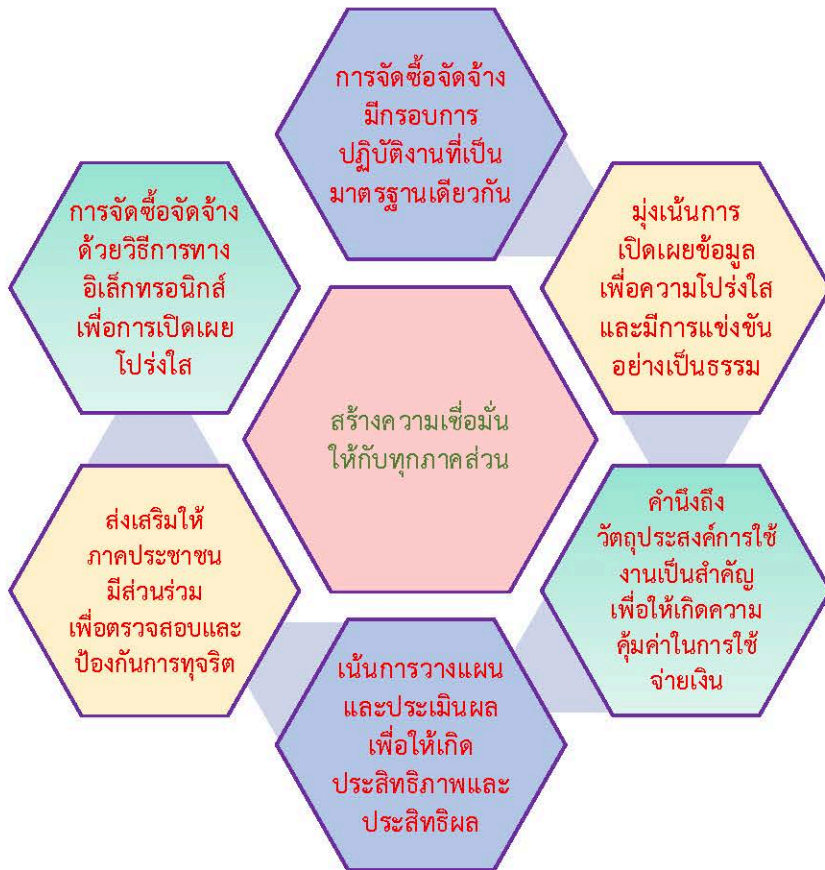 การจัดซื้อจัดจ้าง
มีกรอบการ
ปฏิบัติงานที่เป็น
มาตรฐานเดียวกัน
มุ่งเน้นการ
เปิดเผยข้อมูล
เพื่อความโปร่งใส
และมีการแข่งขัน
อย่างเป็นธรรม
คำนึงถึง
วัตถุประสงค์การใช้
งานเป็นสำคัญ
เพื่อให้เกิดความ
คุ้มค่าในการใช้
จ่ายเงิน
เน้นการวางแผน
และประเมินผล
เพื่อให้เกิด
ประสิทธิภาพและ
ประสิทธิผล
ส่งเสริมให้
ภาคประชาชน
มีส่วนร่วม
เพื่อตรวจสอบและ
ป้องกันการทุจริต
การจัดซื้อจัดจ้าง
ด้วยวิธีการทาง
อิเล็กทรอนิกส์
เพื่อการเปิดเผย
โปร่งใส
สร้างความเชื่อมั่น
ให้กับทุกภาคส่วน